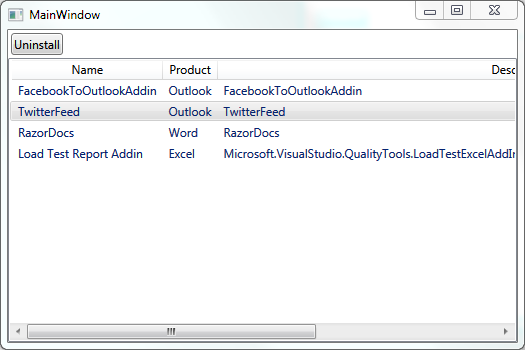 MainWindow
Uninstall
Name Product Desc
FacebookToOutlookAddin Outlook FacebookToOutlookAddin
TwitterFeed Outlook TwitterFeed
RazorDocs Word RazorDocs
Load Test Report Addin Excel Microsoft.VisualStudio.QualityTools.LoadTestExcelAddIn